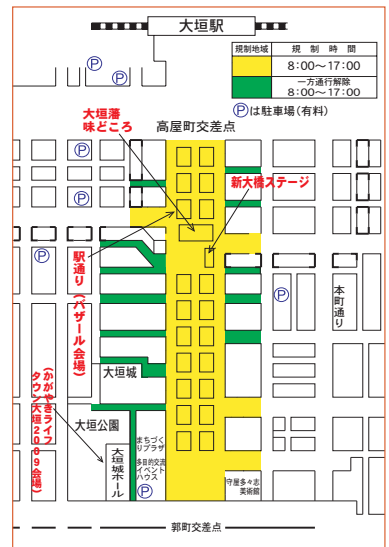 大垣駅
規制地域
規制時間
8:00～17:00
一方通行解除
8:00～17:00
Ⓟは駐車場(有料)
Ⓟ
Ⓟ
大垣藩
味どころ
高屋町交差点
Ⓟ
Ⓟ
新大橋ステージ
駅通り(バザール会場)
Ⓟ
Ⓟ
本町通り
大垣城
(かがやきライフ
タウン大垣2009会場)
大垣公園
大垣城ホール
まちづく
りプラザ
多目的交流
イベント
ハウス
Ⓟ
守屋多々志
美術館
郭町交差点